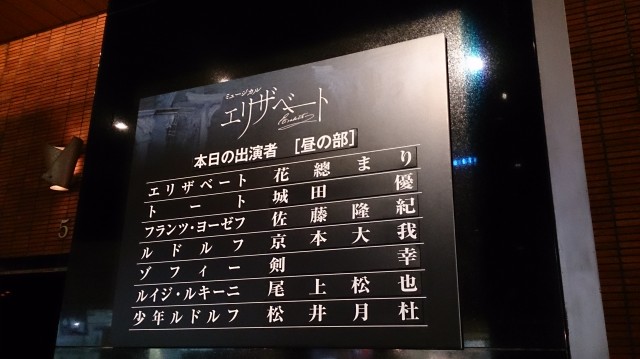 ミュージカル
エリザベート
Elisabeth
本日の出演者 [昼の部]
エリザベート 花總まり
トート 城田優
フランツ・ヨーゼフ 佐藤隆紀
ルドルフ 京本大我
ゾフィー 剣幸
ルイジ・ルキーニ 尾上松也
少年ルドルフ 松井月杜
5